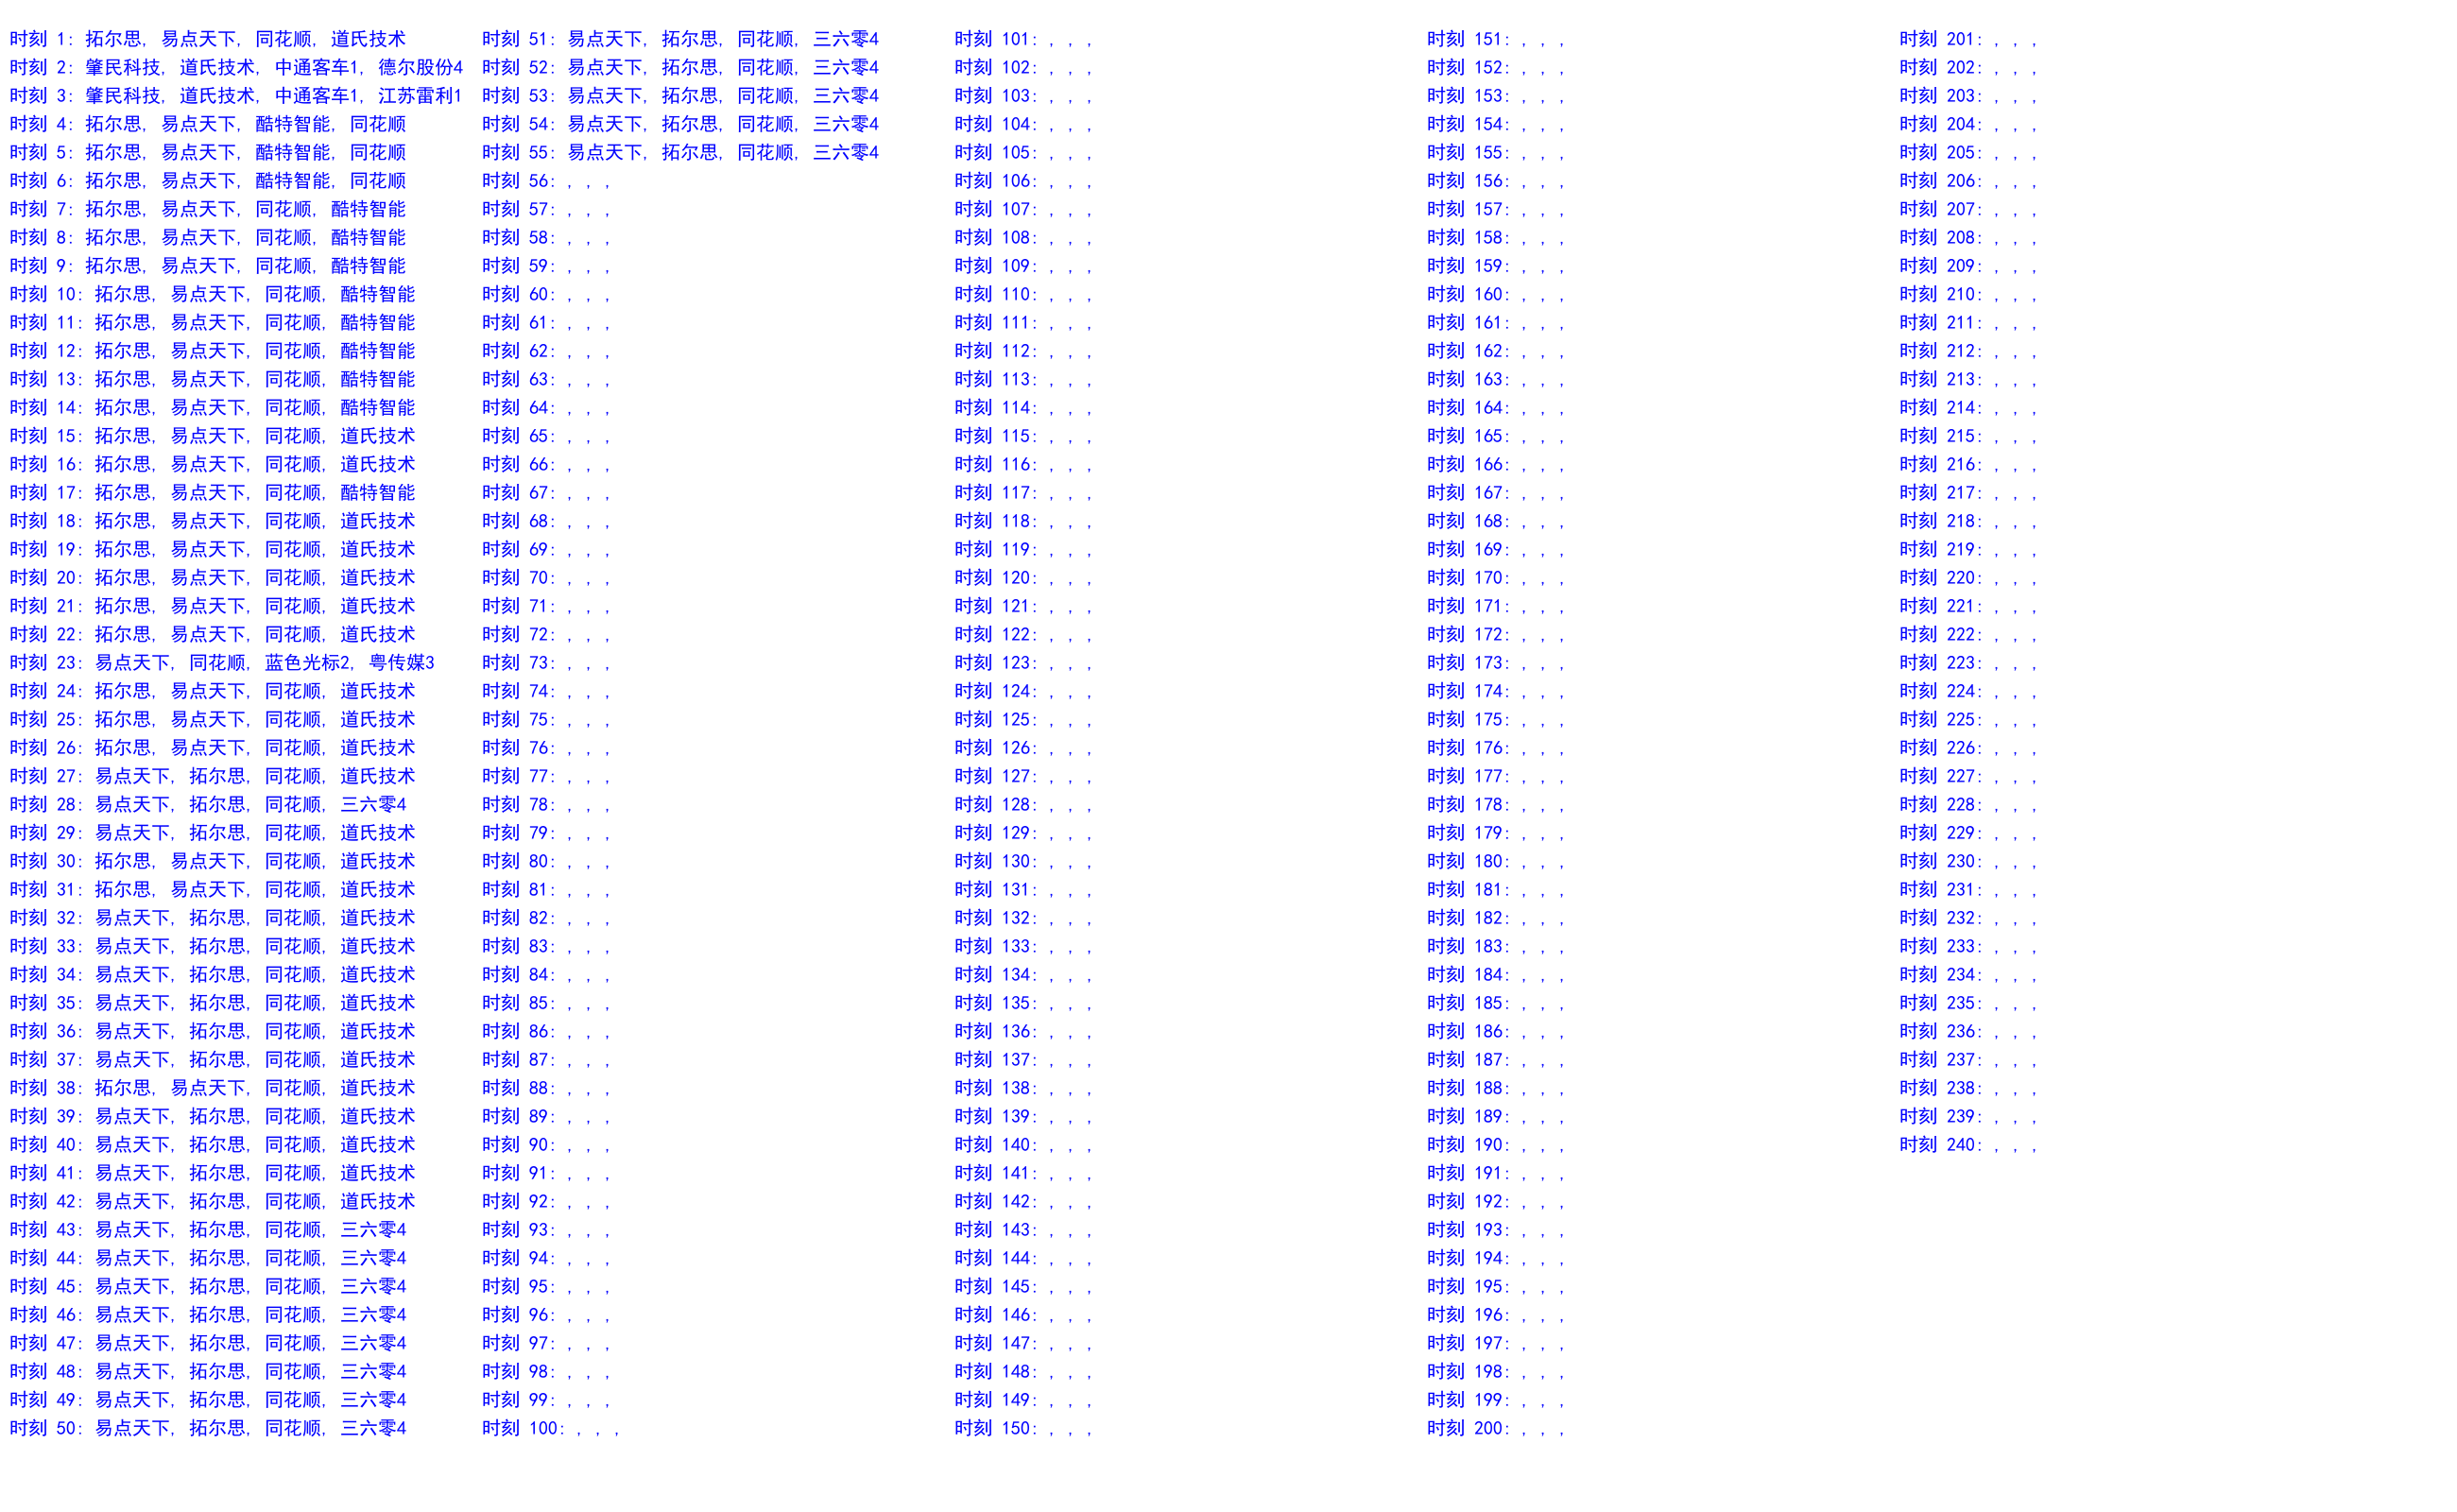 时刻 1: 拓尔思, 易点天下, 同花顺, 道氏技术
时刻 2: 肇民科技, 道氏技术, 中通客车1, 德尔股份4
时刻 3: 肇民科技, 道氏技术, 中通客车1, 江苏雷利1
时刻 4: 拓尔思, 易点天下, 酷特智能, 同花顺
时刻 5: 拓尔思, 易点天下, 酷特智能, 同花顺
时刻 6: 拓尔思, 易点天下, 酷特智能, 同花顺
时刻 7: 拓尔思, 易点天下, 同花顺, 酷特智能
时刻 8: 拓尔思, 易点天下, 同花顺, 酷特智能
时刻 9: 拓尔思, 易点天下, 同花顺, 酷特智能
时刻 10: 拓尔思, 易点天下, 同花顺, 酷特智能
时刻 11: 拓尔思, 易点天下, 同花顺, 酷特智能
时刻 12: 拓尔思, 易点天下, 同花顺, 酷特智能
时刻 13: 拓尔思, 易点天下, 同花顺, 酷特智能
时刻 14: 拓尔思, 易点天下, 同花顺, 酷特智能
时刻 15: 拓尔思, 易点天下, 同花顺, 道氏技术
时刻 16: 拓尔思, 易点天下, 同花顺, 道氏技术
时刻 17: 拓尔思, 易点天下, 同花顺, 酷特智能
时刻 18: 拓尔思, 易点天下, 同花顺, 道氏技术
时刻 19: 拓尔思, 易点天下, 同花顺, 道氏技术
时刻 20: 拓尔思, 易点天下, 同花顺, 道氏技术
时刻 21: 拓尔思, 易点天下, 同花顺, 道氏技术
时刻 22: 拓尔思, 易点天下, 同花顺, 道氏技术
时刻 23: 易点天下, 同花顺, 蓝色光标2, 粤传媒3
时刻 24: 拓尔思, 易点天下, 同花顺, 道氏技术
时刻 25: 拓尔思, 易点天下, 同花顺, 道氏技术
时刻 26: 拓尔思, 易点天下, 同花顺, 道氏技术
时刻 27: 易点天下, 拓尔思, 同花顺, 道氏技术
时刻 28: 易点天下, 拓尔思, 同花顺, 三六零4
时刻 29: 易点天下, 拓尔思, 同花顺, 道氏技术
时刻 30: 拓尔思, 易点天下, 同花顺, 道氏技术
时刻 31: 拓尔思, 易点天下, 同花顺, 道氏技术
时刻 32: 易点天下, 拓尔思, 同花顺, 道氏技术
时刻 33: 易点天下, 拓尔思, 同花顺, 道氏技术
时刻 34: 易点天下, 拓尔思, 同花顺, 道氏技术
时刻 35: 易点天下, 拓尔思, 同花顺, 道氏技术
时刻 36: 易点天下, 拓尔思, 同花顺, 道氏技术
时刻 37: 易点天下, 拓尔思, 同花顺, 道氏技术
时刻 38: 拓尔思, 易点天下, 同花顺, 道氏技术
时刻 39: 易点天下, 拓尔思, 同花顺, 道氏技术
时刻 40: 易点天下, 拓尔思, 同花顺, 道氏技术
时刻 41: 易点天下, 拓尔思, 同花顺, 道氏技术
时刻 42: 易点天下, 拓尔思, 同花顺, 道氏技术
时刻 43: 易点天下, 拓尔思, 同花顺, 三六零4
时刻 44: 易点天下, 拓尔思, 同花顺, 三六零4
时刻 45: 易点天下, 拓尔思, 同花顺, 三六零4
时刻 46: 易点天下, 拓尔思, 同花顺, 三六零4
时刻 47: 易点天下, 拓尔思, 同花顺, 三六零4
时刻 48: 易点天下, 拓尔思, 同花顺, 三六零4
时刻 49: 易点天下, 拓尔思, 同花顺, 三六零4
时刻 50: 易点天下, 拓尔思, 同花顺, 三六零4
时刻 51: 易点天下, 拓尔思, 同花顺, 三六零4
时刻 52: 易点天下, 拓尔思, 同花顺, 三六零4
时刻 53: 易点天下, 拓尔思, 同花顺, 三六零4
时刻 54: 易点天下, 拓尔思, 同花顺, 三六零4
时刻 55: 易点天下, 拓尔思, 同花顺, 三六零4
时刻 56: , , ,
时刻 57: , , ,
时刻 58: , , ,
时刻 59: , , ,
时刻 60: , , ,
时刻 61: , , ,
时刻 62: , , ,
时刻 63: , , ,
时刻 64: , , ,
时刻 65: , , ,
时刻 66: , , ,
时刻 67: , , ,
时刻 68: , , ,
时刻 69: , , ,
时刻 70: , , ,
时刻 71: , , ,
时刻 72: , , ,
时刻 73: , , ,
时刻 74: , , ,
时刻 75: , , ,
时刻 76: , , ,
时刻 77: , , ,
时刻 78: , , ,
时刻 79: , , ,
时刻 80: , , ,
时刻 81: , , ,
时刻 82: , , ,
时刻 83: , , ,
时刻 84: , , ,
时刻 85: , , ,
时刻 86: , , ,
时刻 87: , , ,
时刻 88: , , ,
时刻 89: , , ,
时刻 90: , , ,
时刻 91: , , ,
时刻 92: , , ,
时刻 93: , , ,
时刻 94: , , ,
时刻 95: , , ,
时刻 96: , , ,
时刻 97: , , ,
时刻 98: , , ,
时刻 99: , , ,
时刻 100: , , ,
时刻 101: , , ,
时刻 102: , , ,
时刻 103: , , ,
时刻 104: , , ,
时刻 105: , , ,
时刻 106: , , ,
时刻 107: , , ,
时刻 108: , , ,
时刻 109: , , ,
时刻 110: , , ,
时刻 111: , , ,
时刻 112: , , ,
时刻 113: , , ,
时刻 114: , , ,
时刻 115: , , ,
时刻 116: , , ,
时刻 117: , , ,
时刻 118: , , ,
时刻 119: , , ,
时刻 120: , , ,
时刻 121: , , ,
时刻 122: , , ,
时刻 123: , , ,
时刻 124: , , ,
时刻 125: , , ,
时刻 126: , , ,
时刻 127: , , ,
时刻 128: , , ,
时刻 129: , , ,
时刻 130: , , ,
时刻 131: , , ,
时刻 132: , , ,
时刻 133: , , ,
时刻 134: , , ,
时刻 135: , , ,
时刻 136: , , ,
时刻 137: , , ,
时刻 138: , , ,
时刻 139: , , ,
时刻 140: , , ,
时刻 141: , , ,
时刻 142: , , ,
时刻 143: , , ,
时刻 144: , , ,
时刻 145: , , ,
时刻 146: , , ,
时刻 147: , , ,
时刻 148: , , ,
时刻 149: , , ,
时刻 150: , , ,
时刻 151: , , ,
时刻 152: , , ,
时刻 153: , , ,
时刻 154: , , ,
时刻 155: , , ,
时刻 156: , , ,
时刻 157: , , ,
时刻 158: , , ,
时刻 159: , , ,
时刻 160: , , ,
时刻 161: , , ,
时刻 162: , , ,
时刻 163: , , ,
时刻 164: , , ,
时刻 165: , , ,
时刻 166: , , ,
时刻 167: , , ,
时刻 168: , , ,
时刻 169: , , ,
时刻 170: , , ,
时刻 171: , , ,
时刻 172: , , ,
时刻 173: , , ,
时刻 174: , , ,
时刻 175: , , ,
时刻 176: , , ,
时刻 177: , , ,
时刻 178: , , ,
时刻 179: , , ,
时刻 180: , , ,
时刻 181: , , ,
时刻 182: , , ,
时刻 183: , , ,
时刻 184: , , ,
时刻 185: , , ,
时刻 186: , , ,
时刻 187: , , ,
时刻 188: , , ,
时刻 189: , , ,
时刻 190: , , ,
时刻 191: , , ,
时刻 192: , , ,
时刻 193: , , ,
时刻 194: , , ,
时刻 195: , , ,
时刻 196: , , ,
时刻 197: , , ,
时刻 198: , , ,
时刻 199: , , ,
时刻 200: , , ,
时刻 201: , , ,
时刻 202: , , ,
时刻 203: , , ,
时刻 204: , , ,
时刻 205: , , ,
时刻 206: , , ,
时刻 207: , , ,
时刻 208: , , ,
时刻 209: , , ,
时刻 210: , , ,
时刻 211: , , ,
时刻 212: , , ,
时刻 213: , , ,
时刻 214: , , ,
时刻 215: , , ,
时刻 216: , , ,
时刻 217: , , ,
时刻 218: , , ,
时刻 219: , , ,
时刻 220: , , ,
时刻 221: , , ,
时刻 222: , , ,
时刻 223: , , ,
时刻 224: , , ,
时刻 225: , , ,
时刻 226: , , ,
时刻 227: , , ,
时刻 228: , , ,
时刻 229: , , ,
时刻 230: , , ,
时刻 231: , , ,
时刻 232: , , ,
时刻 233: , , ,
时刻 234: , , ,
时刻 235: , , ,
时刻 236: , , ,
时刻 237: , , ,
时刻 238: , , ,
时刻 239: , , ,
时刻 240: , , ,